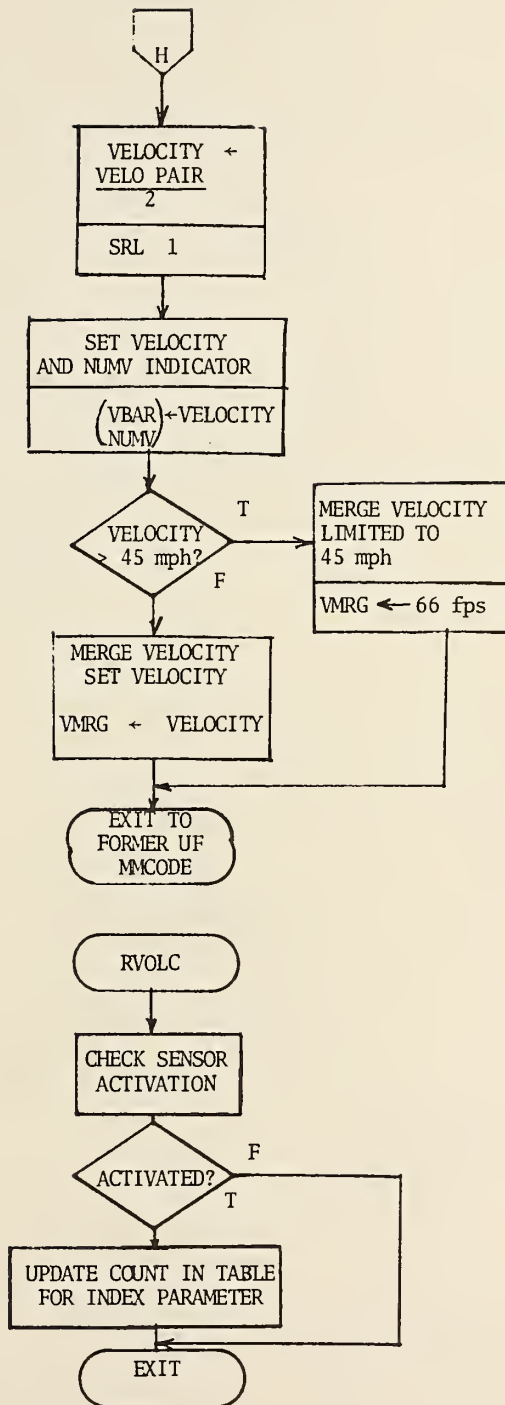 H
VELOCITY ←
VELO PAIR
2
SRL 1
SET VELOCITY
AND NUMV INDICATOR
(VBAR
NUMV) ← VELOCITY
VELOCITY
> 45 mph?
T
F
MERGE VELOCITY
LIMITED TO
45 mph
VMRG ← 66 fps
MERGE VELOCITY
SET VELOCITY
VMRG ← VELOCITY
EXIT TO
FORMER UF
MMCODE
RVOLC
CHECK SENSOR
ACTIVATION
ACTIVATED?
F
T
UPDATE COUNT IN TABLE
FOR INDEX PARAMETER
EXIT